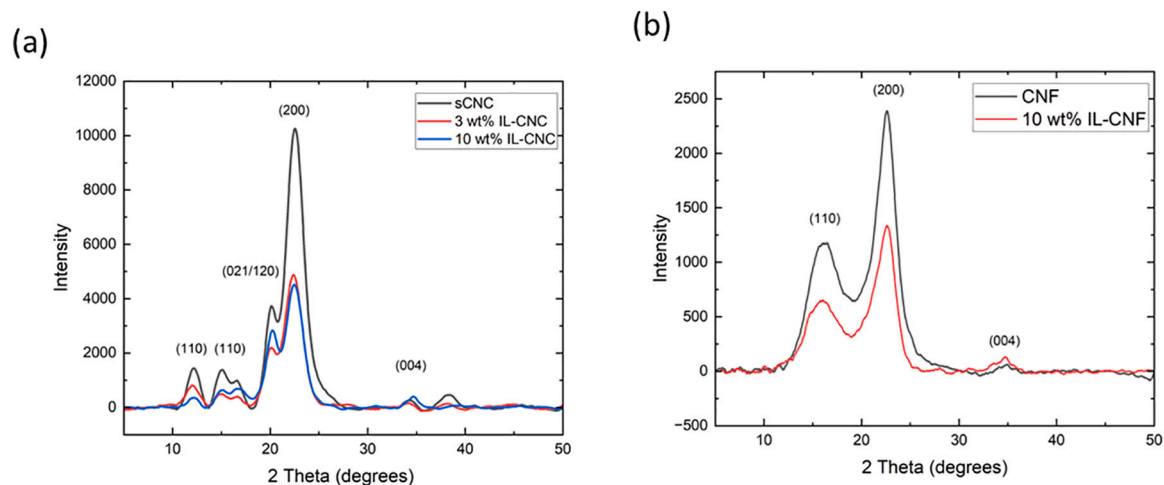 (a)
12000
10000
8000
6000
4000
2000
0
Intensity
10
20
30
40
50
2 Theta (degrees)
sCNC
3 wt% IL-CNC
10 wt% IL-CNC
(200)
(021/120)
(110)
(110)
(004)
(b)
2500
2000
1500
1250
500
0
−500
Intensity
10
20
30
40
50
2 Theta (degrees)
CNF
10 wt% IL-CNF
(200)
(110)
(004)